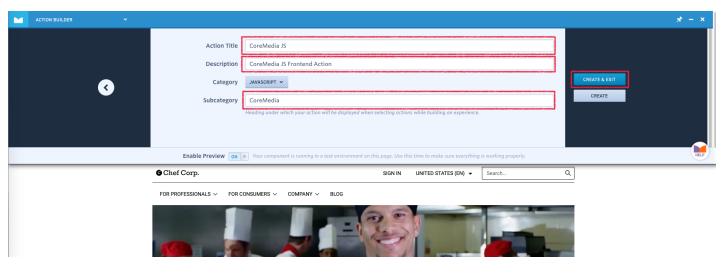 ACTION BUILDER
Action Title CoreMedia JS
Description CoreMedia JS Frontend Action
Category JAVASCRIPT
Subcategory CoreMedia
Heading under which your action will be displayed when selecting actions while building an experience.
CREATE & EXIT
CREATE
Enable Preview ON Your component is running in a test environment on this page. Use this time to make sure everything is working properly.
HELP
Chef Corp.
SIGN IN UNITED STATES (EN) Search...
FOR PROFESSIONALS FOR CONSUMERS COMPANY BLOG